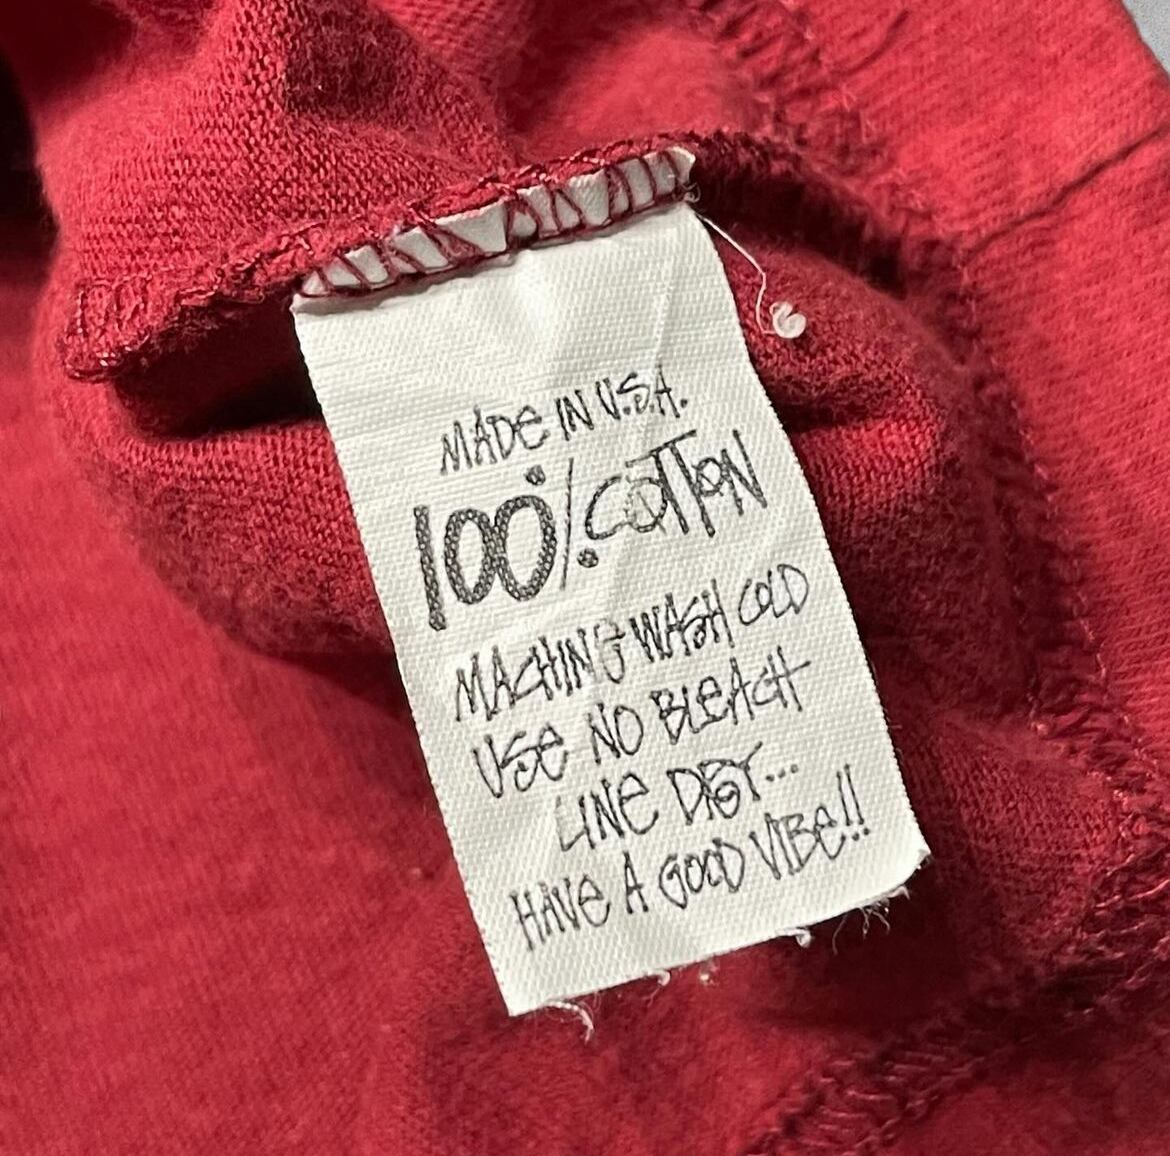 MADE IN U.S.A.
100% COTTON
MACHINE WASH COLD
USE NO BLEACH
LINE DRY...
HAVE A GOOD VIBE!!